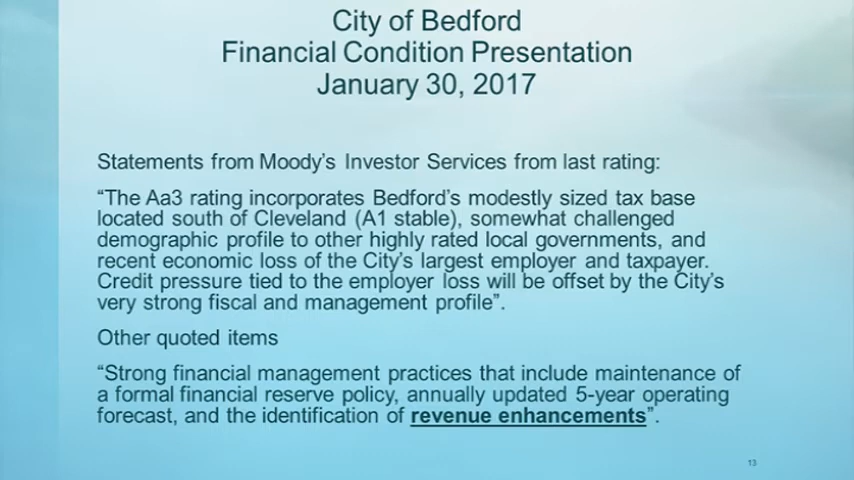 City of Bedford
Financial Condition Presentation
January 30, 2017
Statements from Moody's Investor Services from last rating:
“The Aa3 rating incorporates Bedford's modestly sized tax base
located south of Cleveland (A1 stable), somewhat challenged
demographic profile to other highly rated local governments, and
recent economic loss of the City's largest employer and taxpayer.
Credit pressure tied to the employer loss will be offset by the City's
very strong fiscal and management profile”.
Other quoted items
“Strong financial management practices that include maintenance of
a formal financial reserve policy, annually updated 5-year operating
forecast, and the identification of revenue enhancements”.
13